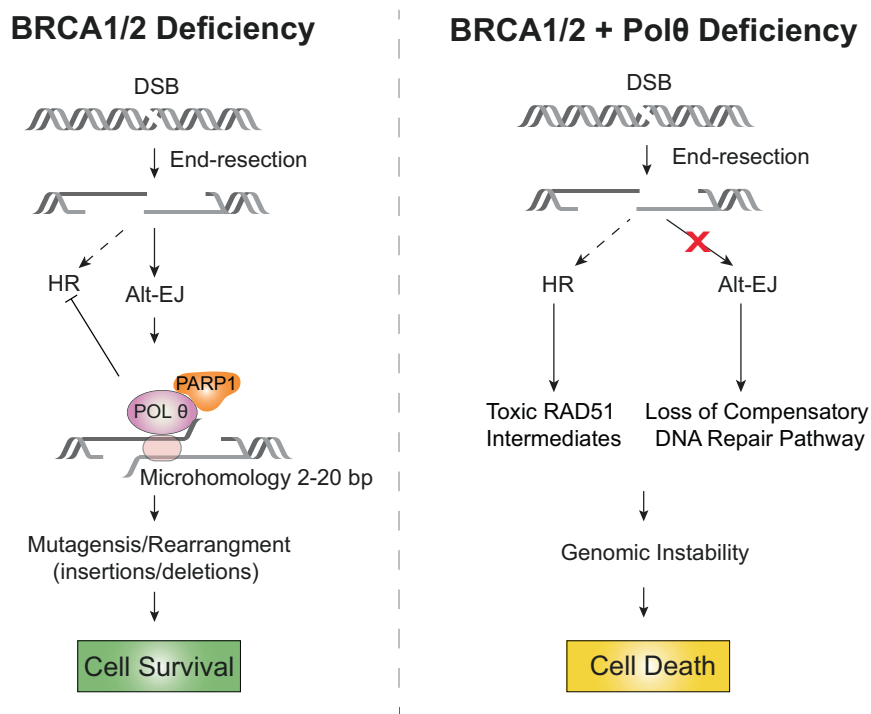 BRCA1/2 Deficiency
DSB
End-resection
HR
Alt-EJ
PARP1
POL θ
Microhomology 2-20 bp
Mutagensis/Rearrangment
(insertions/deletions)
Cell Survival
BRCA1/2 + Polθ Deficiency
DSB
End-resection
HR
Alt-EJ
Toxic RAD51
Intermediates
Loss of Compensatory
DNA Repair Pathway
Genomic Instability
Cell Death